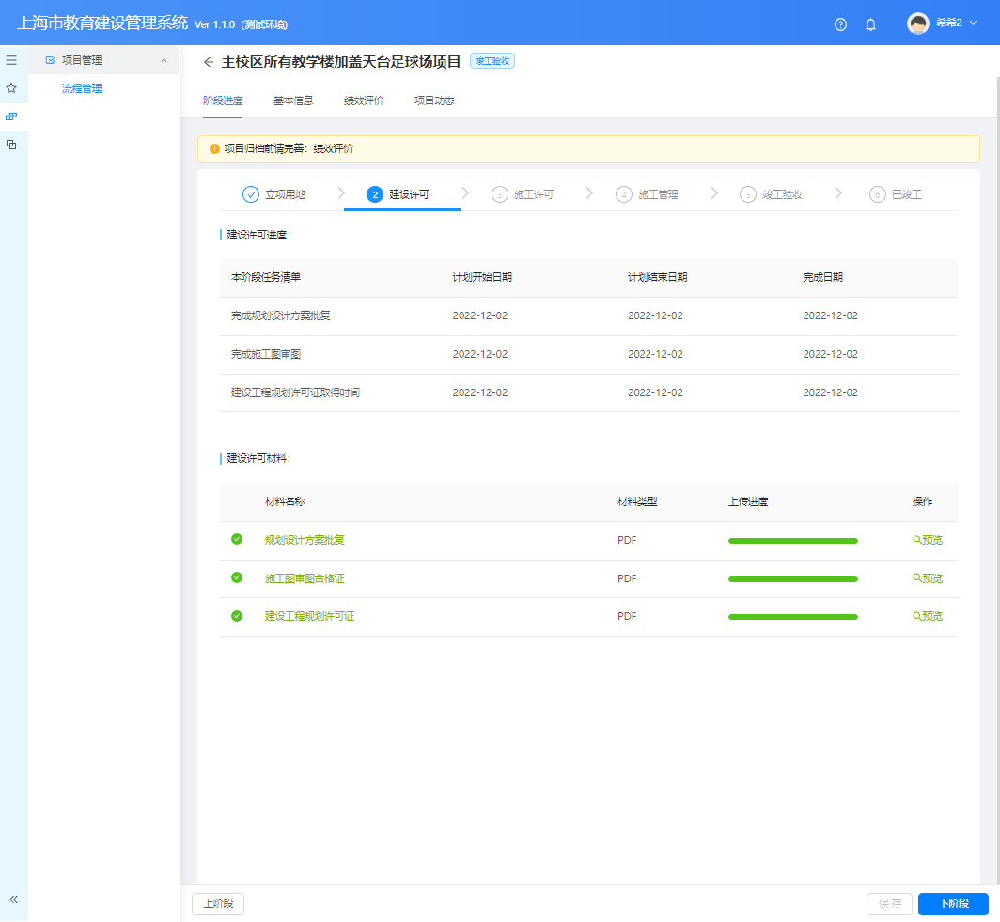 上海市教育建设管理系统 Ver 1.1.0 (测试环境)
希希2
项目管理
流程管理
主校区所有教学楼加盖天台足球场项目 竣工验收
阶段进度 基本信息 绩效评价 项目动态
项目归档前请完善：绩效评价
立项用地 2 建设许可 3 施工许可 4 施工管理 5 竣工验收 6 已竣工
建设许可进度：
本阶段任务清单 计划开始日期 计划结束日期 完成日期
完成规划设计方案批复 2022-12-02 2022-12-02 2022-12-02
完成施工图审图 2022-12-02 2022-12-02 2022-12-02
建设工程规划许可证取得时间 2022-12-02 2022-12-02 2022-12-02
建设许可材料：
材料名称 材料类型 上传进度 操作
规划设计方案批复 PDF 预览
施工图审图合格证 PDF 预览
建设工程规划许可证 PDF 预览
上阶段 保存 下阶段